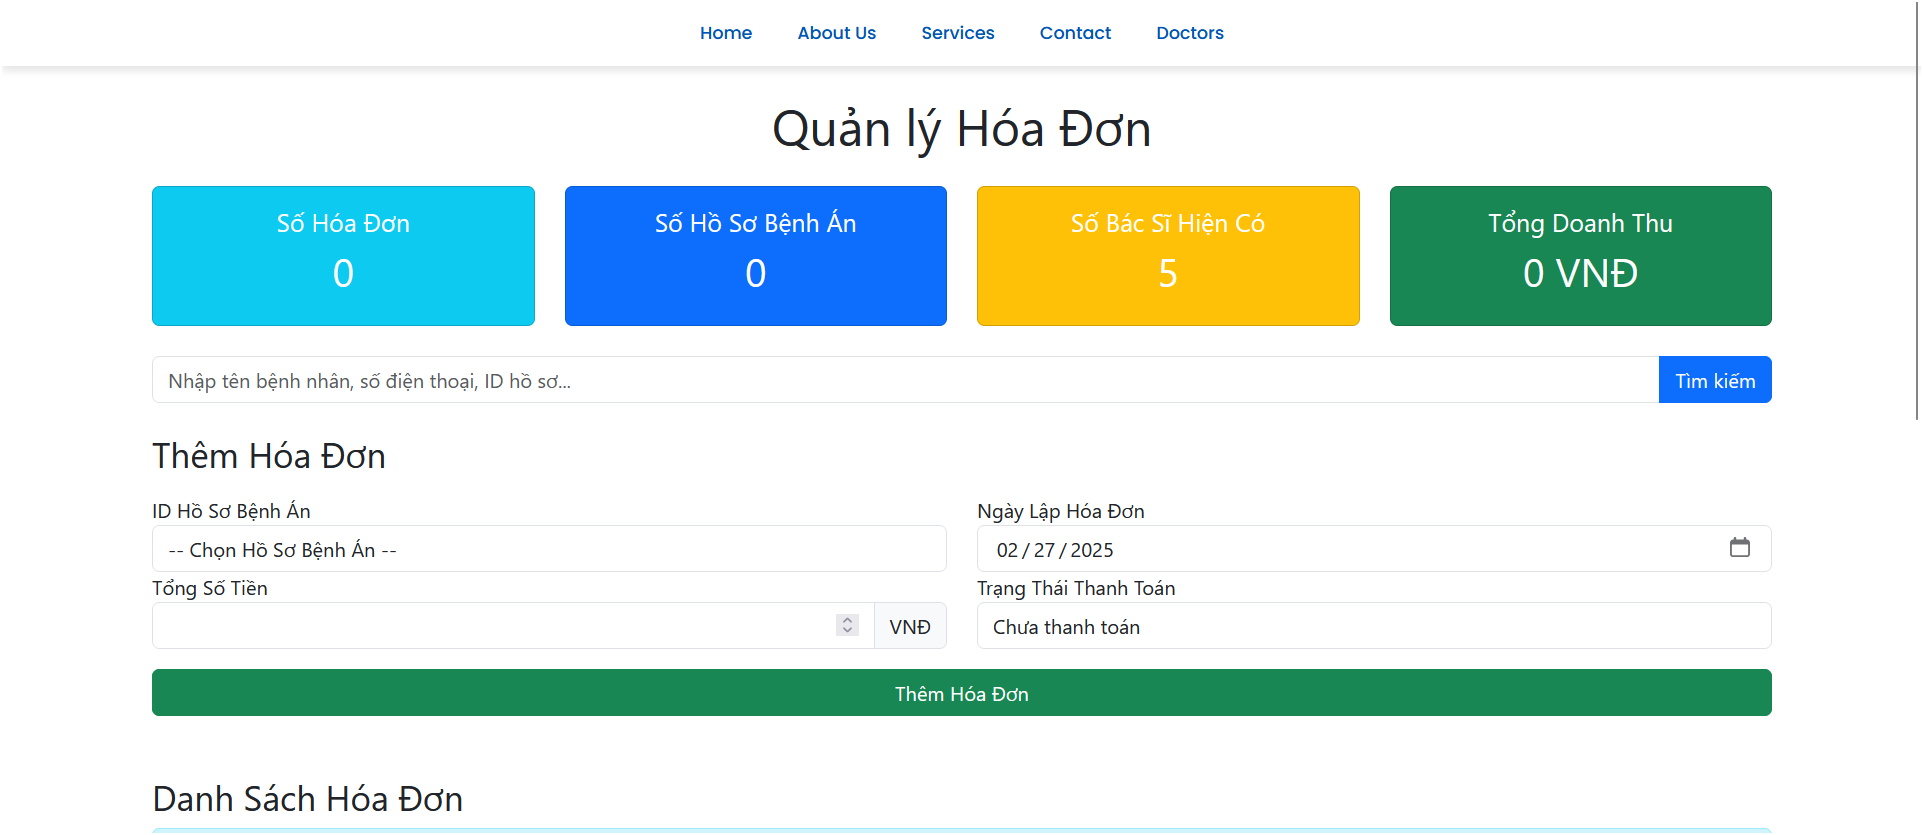 Home About Us Services Contact Doctors
Quản lý Hóa Đơn
Số Hóa Đơn
0
Số Hồ Sơ Bệnh Án
0
Số Bác Sĩ Hiện Có
5
Tổng Doanh Thu
0 VNĐ
Nhập tên bệnh nhân, số điện thoại, ID hồ sơ...
Tìm kiếm
Thêm Hóa Đơn
ID Hồ Sơ Bệnh Án
-- Chọn Hồ Sơ Bệnh Án --
Ngày Lập Hóa Đơn
02 / 27 / 2025
Tổng Số Tiền
VNĐ
Trạng Thái Thanh Toán
Chưa thanh toán
Thêm Hóa Đơn
Danh Sách Hóa Đơn